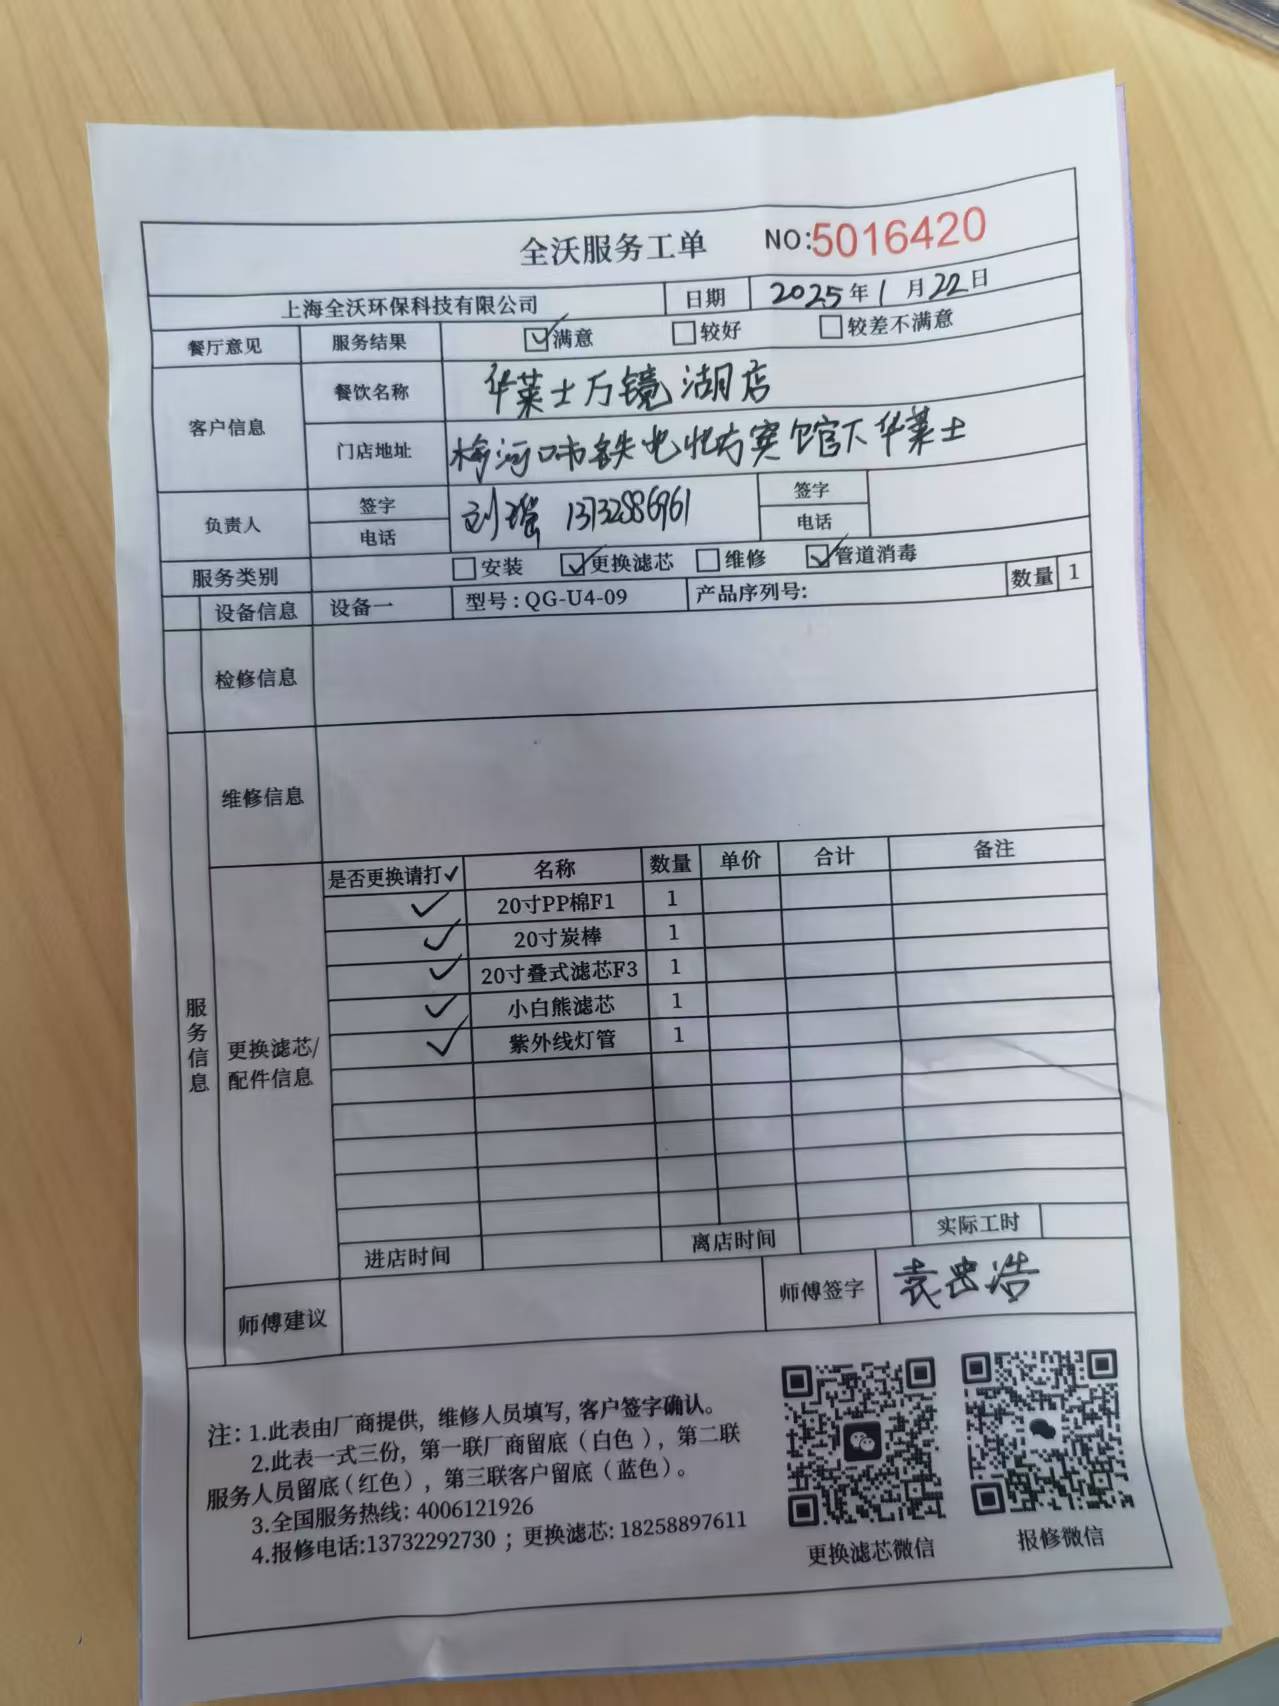 全沃服务工单 NO:5016420
上海全沃环保科技有限公司 日期 2025年1月22日
餐厅意见 服务结果 满意 较好 较差不满意
客户信息 餐饮名称 华莱士万镜湖店
门店地址 河味铁北方宾馆下华莱士
负责人 签字 刘瑶 签字
电话 13732886961 电话
服务类别 安装 更换滤芯 维修 管道消毒
设备信息 设备一 型号:QG-U4-09 产品序列号: 数量 1
检修信息
维修信息
服务信息
更换滤芯/
配件信息
是否更换请打✓ 名称 数量 单价 合计 备注
✓ 20寸PP棉F1 1
✓ 20寸炭棒 1
✓ 20寸叠式滤芯F3 1
✓ 小白熊滤芯 1
✓ 紫外线灯管 1
进店时间 离店时间 实际工时
师傅建议 师傅签字 袁浩
注: 1.此表由厂商提供, 维修人员填写, 客户签字确认。
2.此表一式三份, 第一联厂商留底 (白色), 第二联
服务人员留底 (红色), 第三联客户留底 (蓝色)。
3.全国服务热线: 4006121926
4.报修电话:13732292730 ; 更换滤芯: 18258897611
更换滤芯微信 报修微信